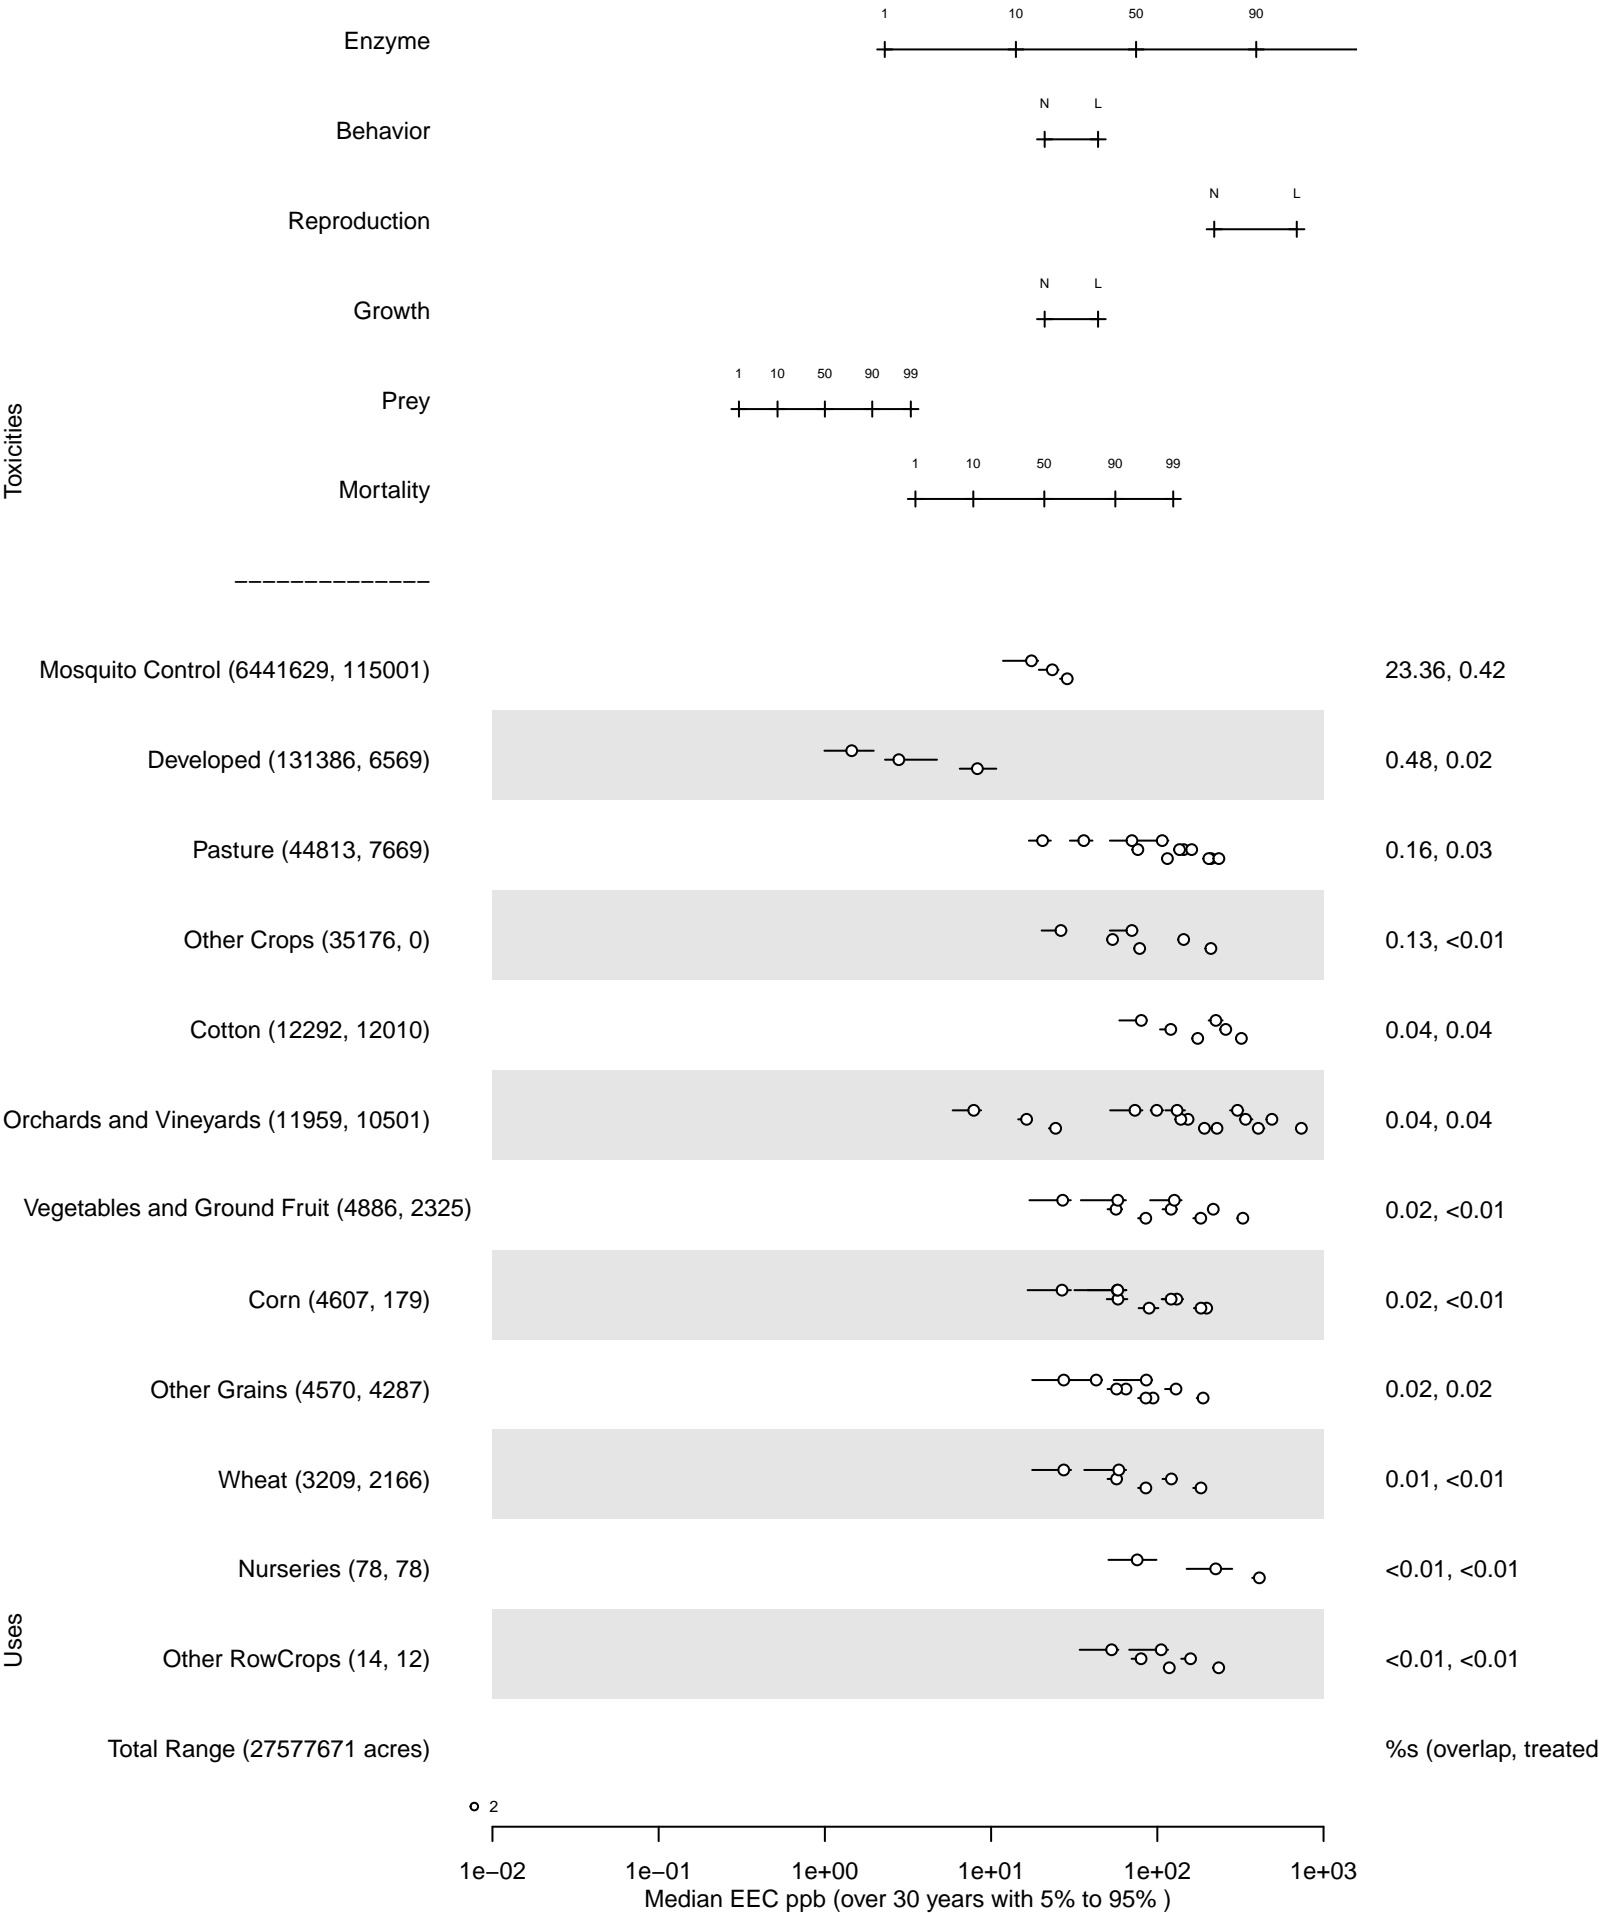 1 10 50 90
Enzyme
N L
Behavior
N L
Reproduction
N L
Growth
1 10 50 90 99
Prey
1 10 50 90 99
Mortality
Toxicities
−−−−−−−−−−−−−−
Mosquito Control (6441629, 115001) 23.36, 0.42
Developed (131386, 6569) 0.48, 0.02
Pasture (44813, 7669) 0.16, 0.03
Other Crops (35176, 0) 0.13, <0.01
Cotton (12292, 12010) 0.04, 0.04
Orchards and Vineyards (11959, 10501) 0.04, 0.04
Vegetables and Ground Fruit (4886, 2325) 0.02, <0.01
Corn (4607, 179) 0.02, <0.01
Other Grains (4570, 4287) 0.02, 0.02
Wheat (3209, 2166) 0.01, <0.01
Nurseries (78, 78) <0.01, <0.01
Other RowCrops (14, 12) <0.01, <0.01
Uses
Total Range (27577671 acres) %s (overlap, treated
2
1e−02 1e−01 1e+00 1e+01 1e+02 1e+03
Median EEC ppb (over 30 years with 5% to 95% )